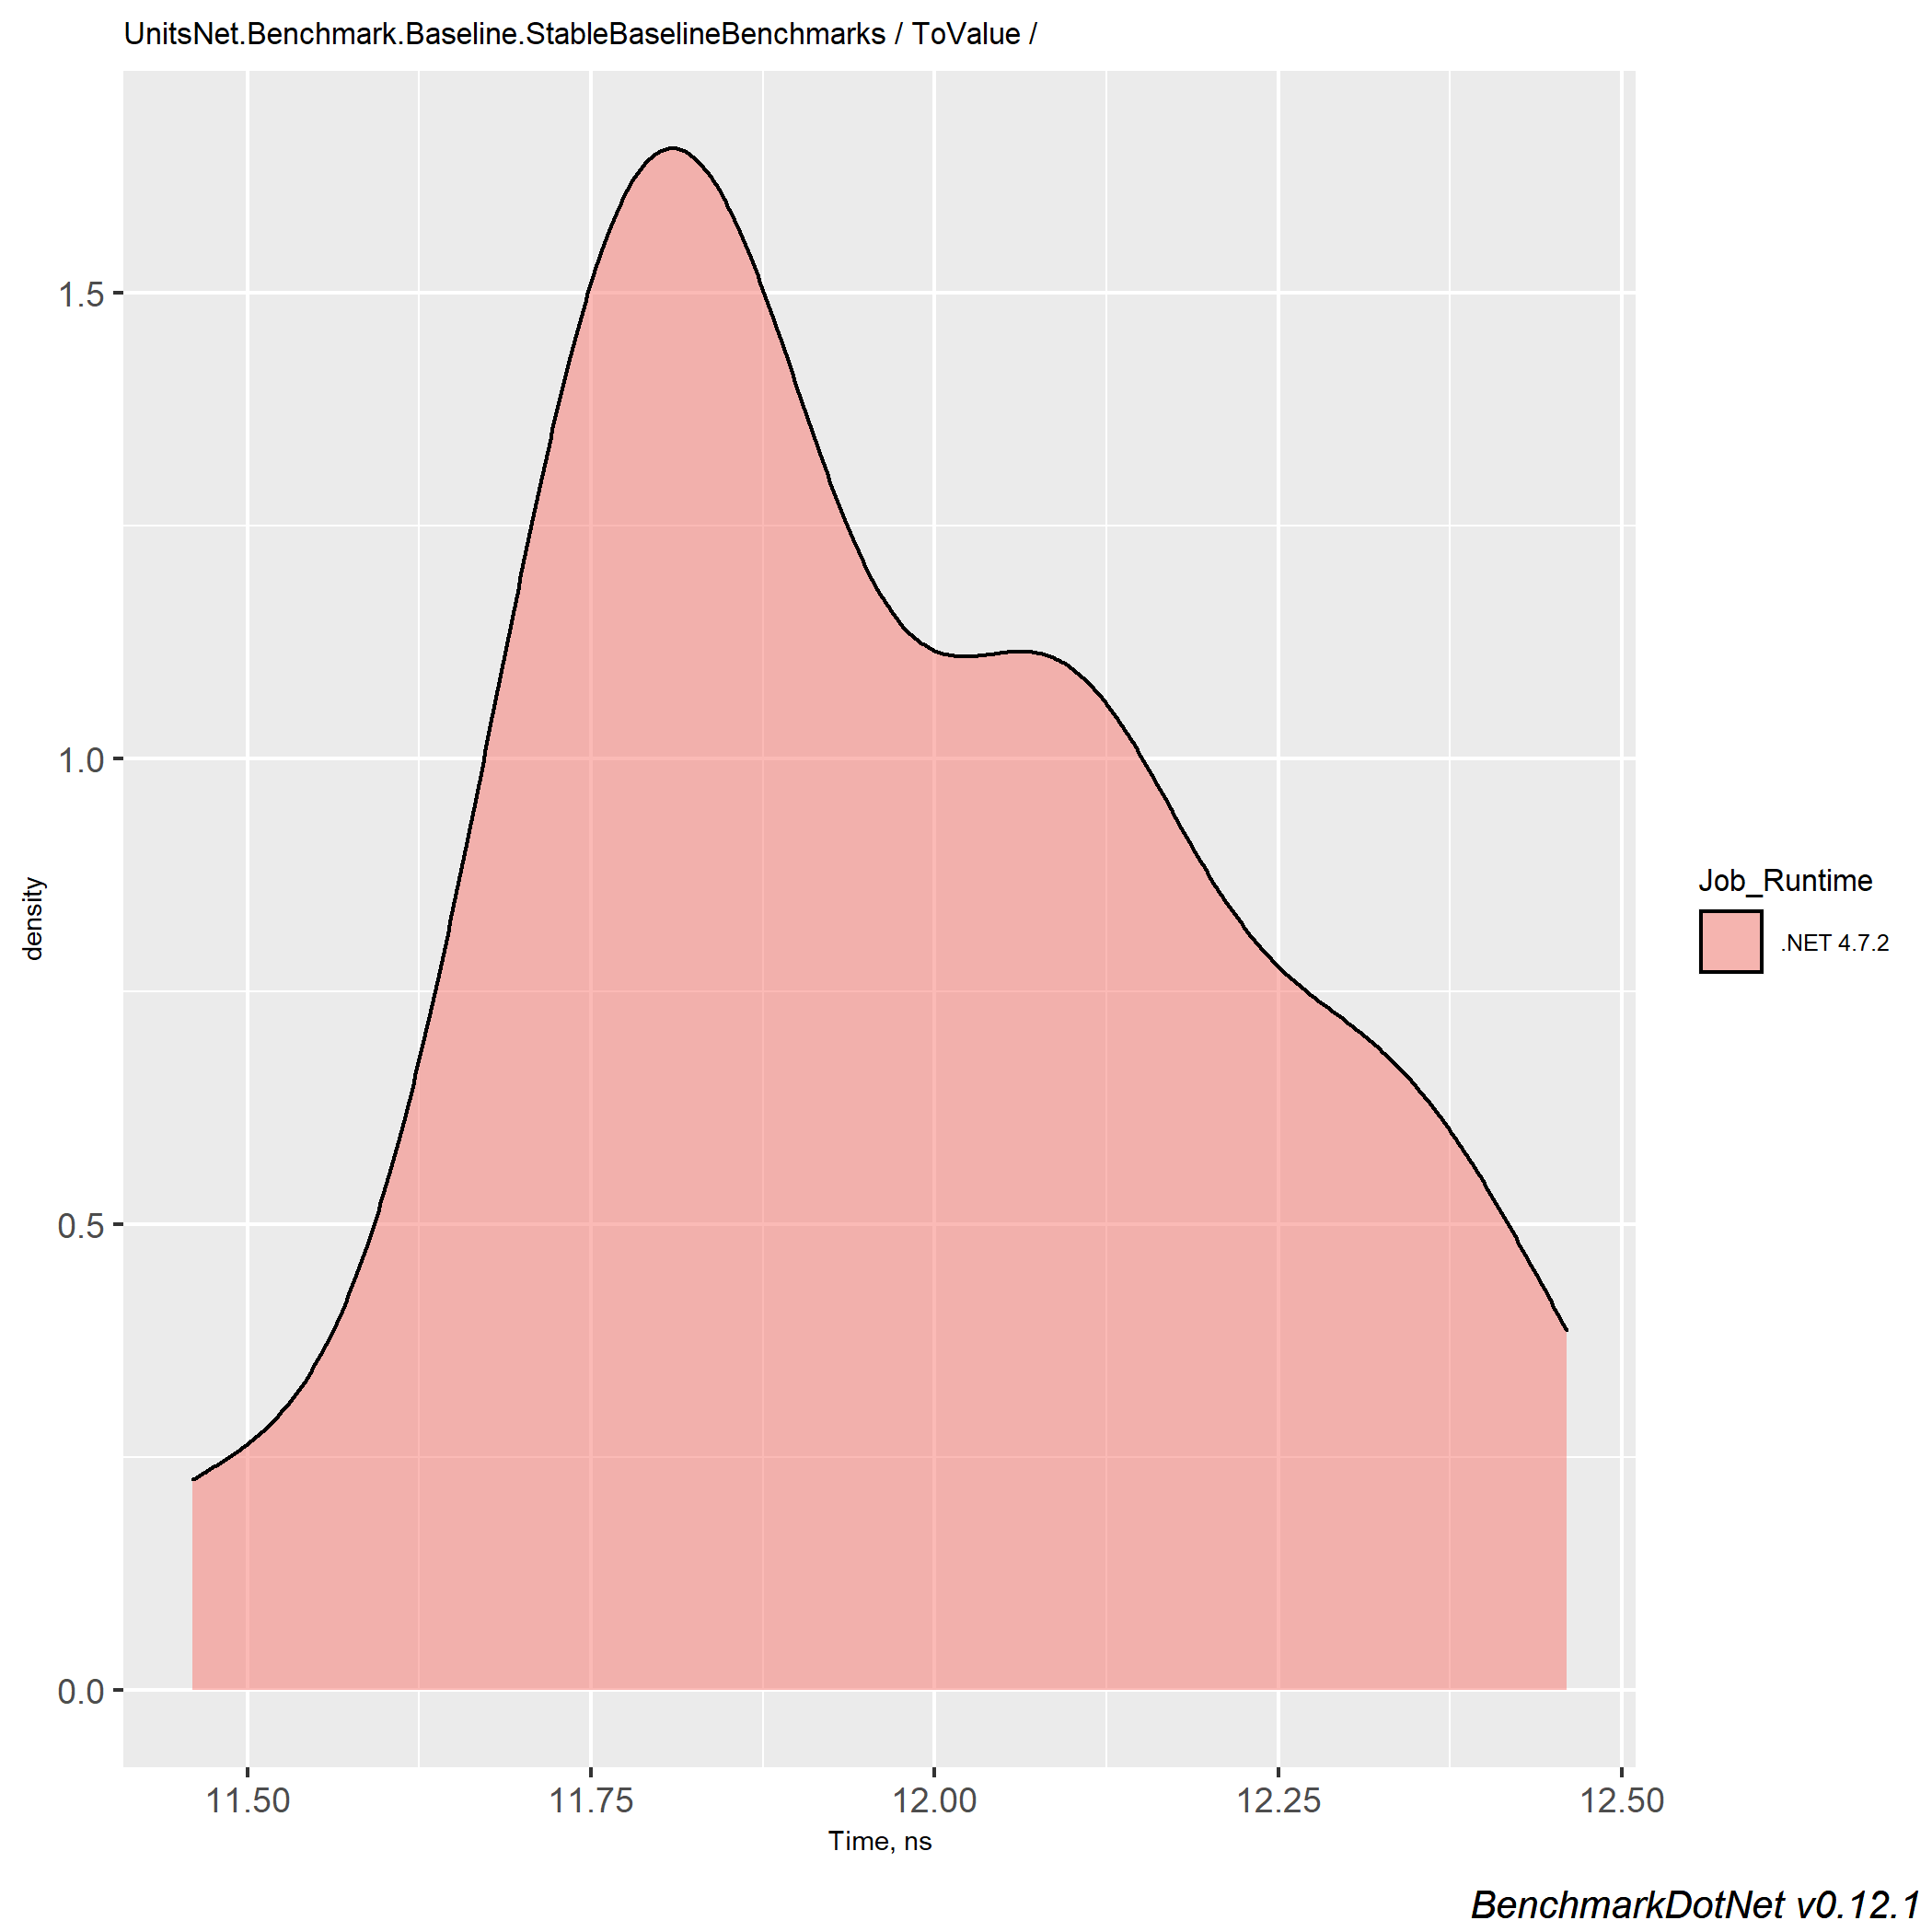 UnitsNet.Benchmark.Baseline.StableBaselineBenchmarks / ToValue /
1.5
1.0
0.5
0.0
density
11.50 11.75 12.00 12.25 12.50
Time, ns
Job_Runtime
.NET 4.7.2
BenchmarkDotNet v0.12.1